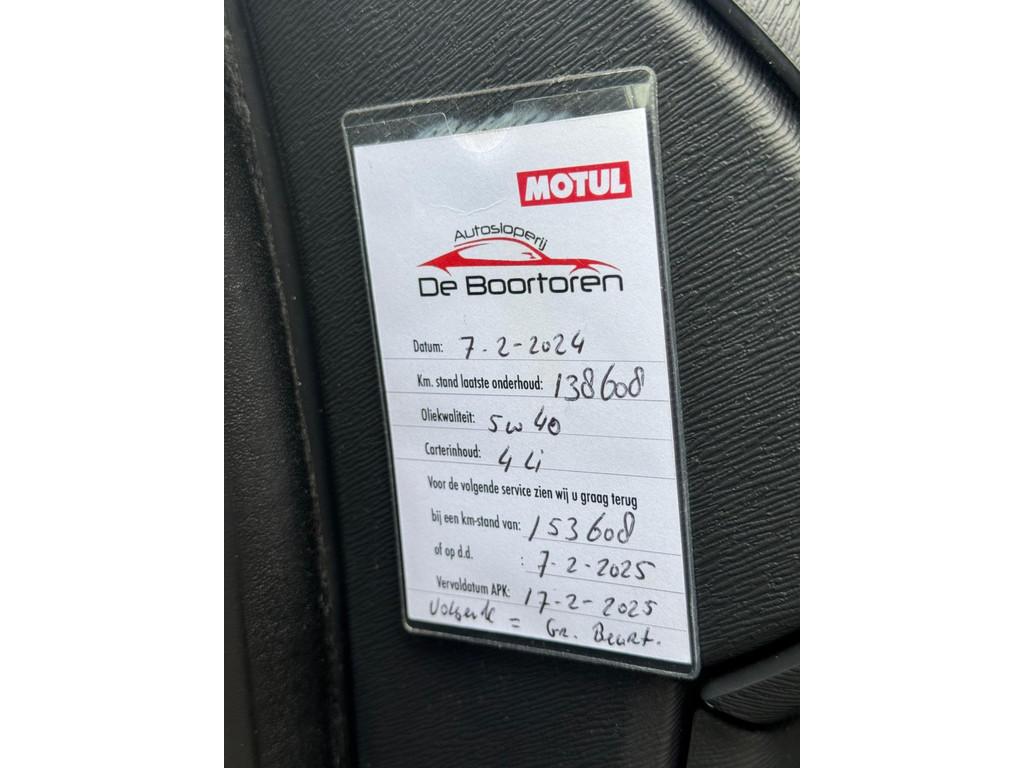 MOTUL
Autosloperij
De Boortoren
Datum: 7-2-2024
Km. stand laatste onderhoud: 138608
Oliekwaliteit: 5w40
Carterinhoud: 4 Li
Voor de volgende service zien wij u graag terug
bij een km-stand van: 153608
of op d.d. : 7-2-2025
Vervaldatum APK: 17-2-2025
Volgende = Gr. Beurt.